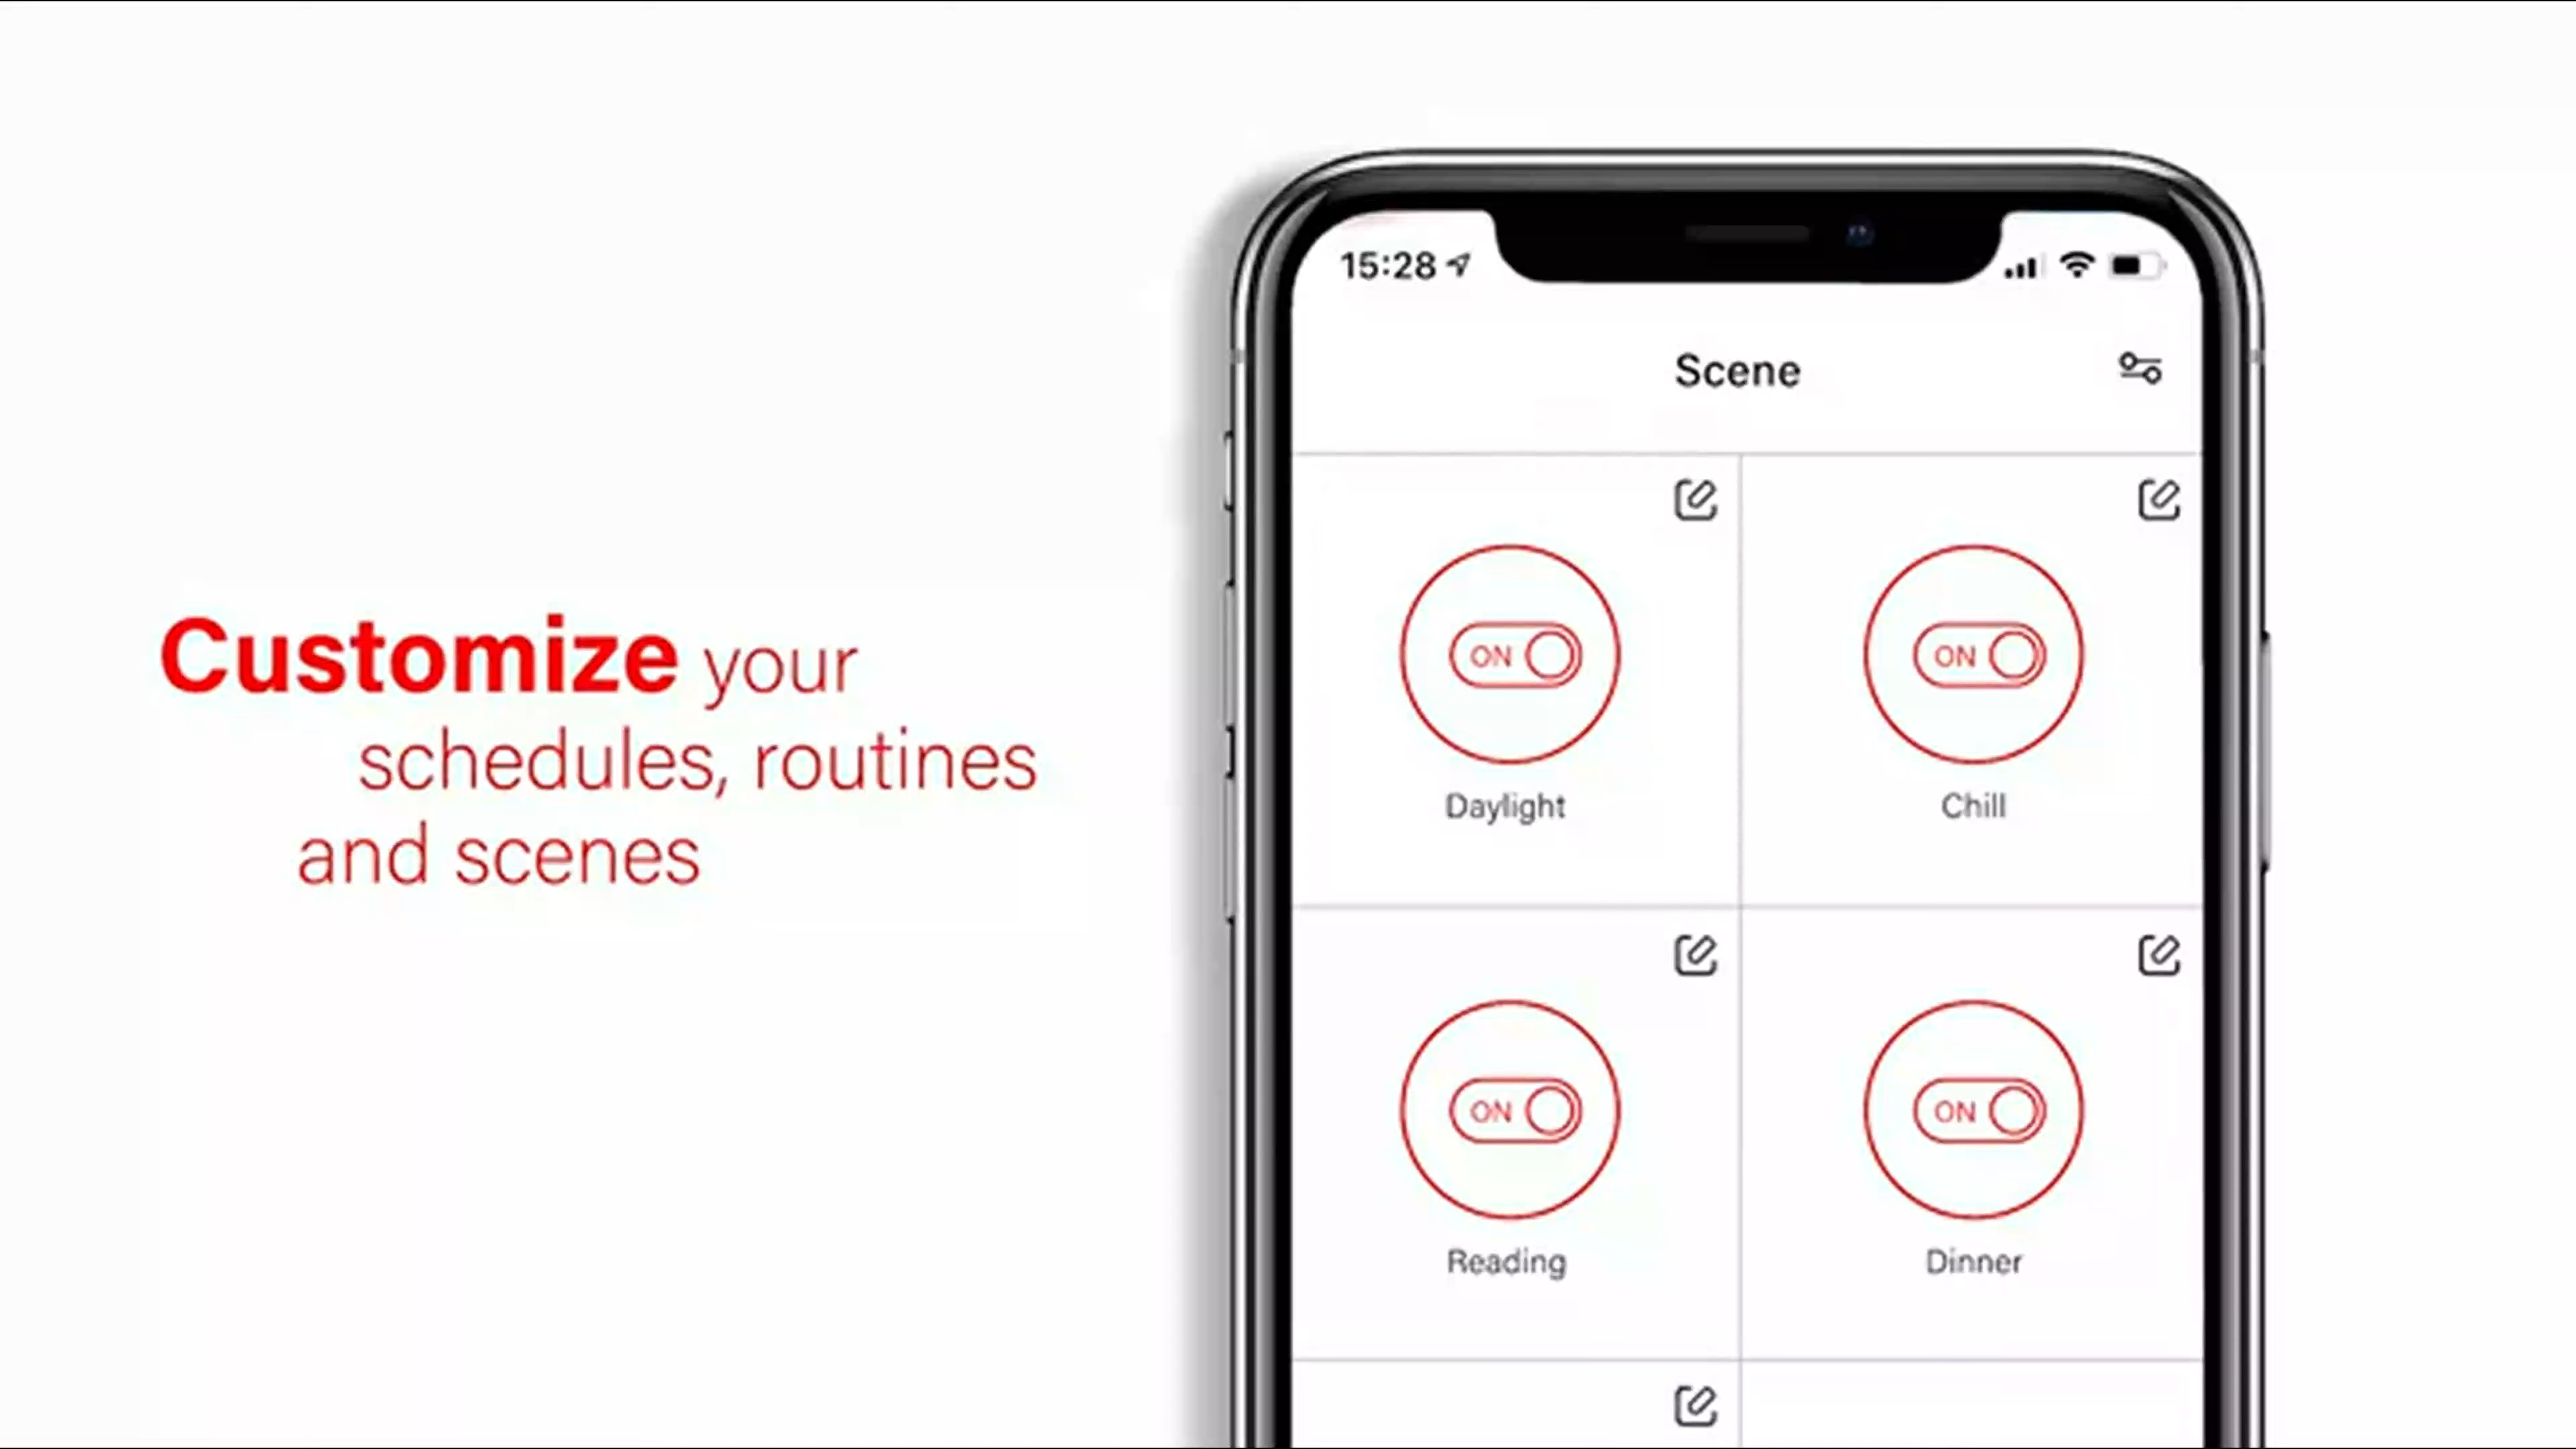 Customize your
schedules, routines
and scenes
15:28
Scene
ON
Daylight
ON
Chill
ON
Reading
ON
Dinner